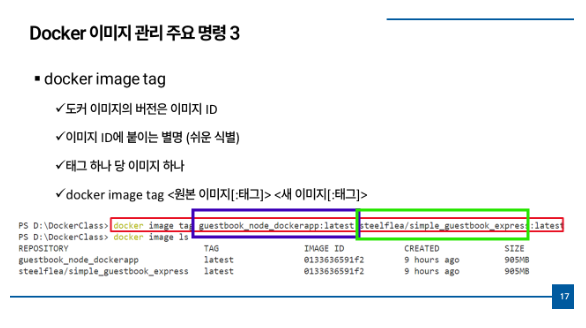 Docker 이미지 관리 주요 명령 3
▪ docker image tag
✓도커 이미지의 버전은 이미지 ID
✓이미지 ID에 붙이는 별명 (쉬운 식별)
✓태그 하나 당 이미지 하나
✓docker image tag <원본 이미지[:태그]> <새 이미지[:태그]>
PS D:\DockerClass> docker image tag guestbook_node_dockerapp:latest steelflea/simple_guestbook_express:latest
PS D:\DockerClass> docker image ls
REPOSITORY TAG IMAGE ID CREATED SIZE
guestbook_node_dockerapp latest 0133636591f2 9 hours ago 905MB
steelflea/simple_guestbook_express latest 0133636591f2 9 hours ago 905MB
17